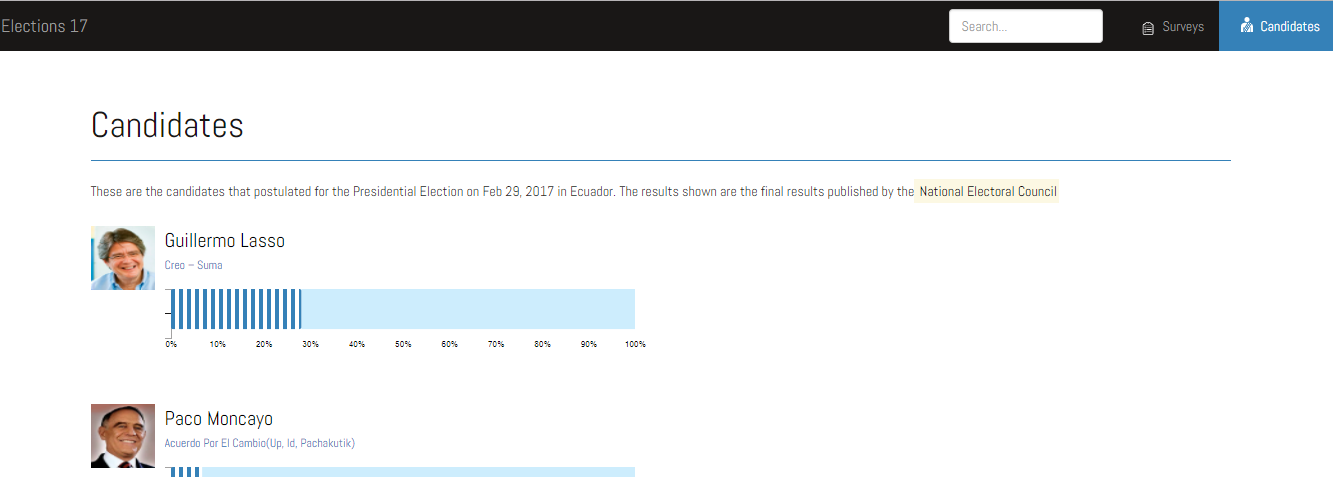 Elections 17 Search... Surveys Candidates
Candidates
These are the candidates that postulated for the Presidential Election on Feb 29, 2017 in Ecuador. The results shown are the final results published by the National Electoral Council
Guillermo Lasso
Creo – Suma
0% 10% 20% 30% 40% 50% 60% 70% 80% 90% 100%
Paco Moncayo
Acuerdo Por El Cambio(Up, Id, Pachakutik)